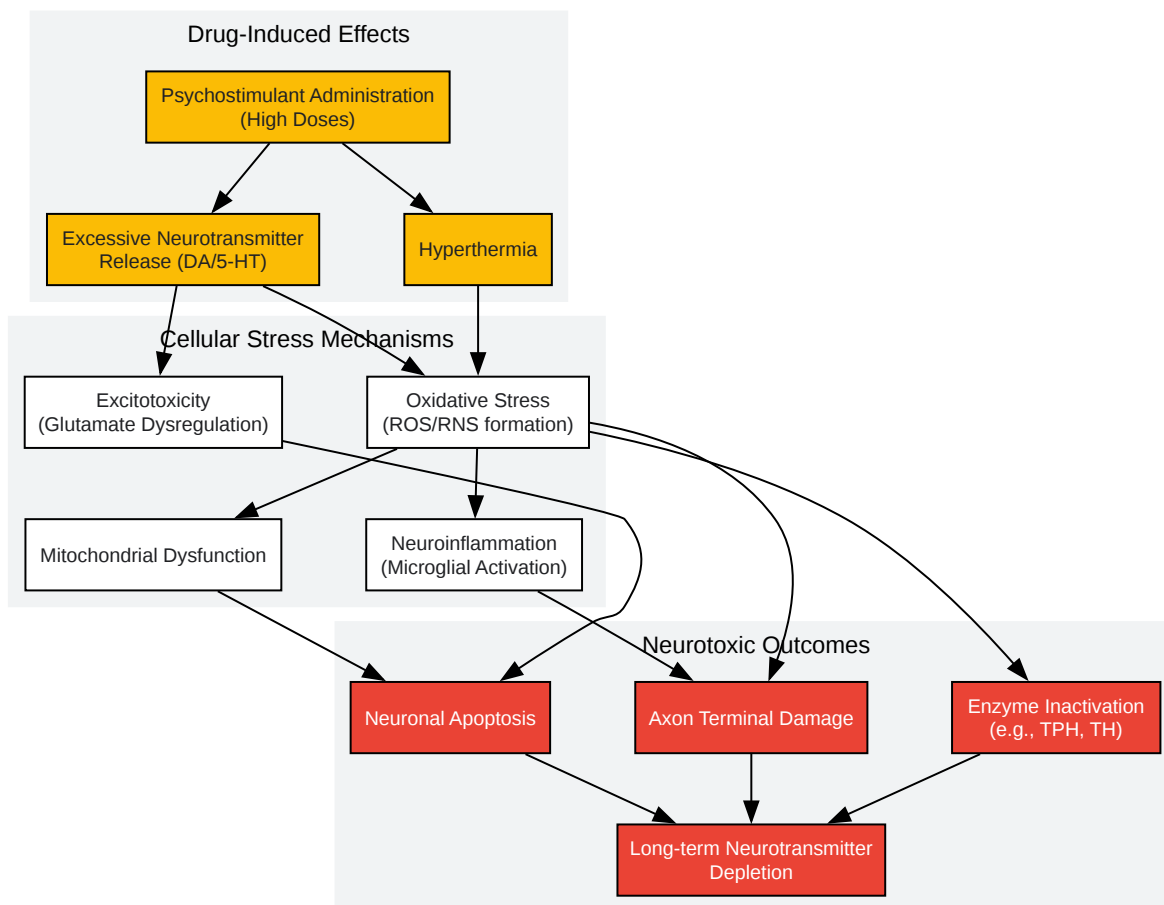 Drug-Induced Effects
Psychostimulant Administration
(High Doses)
Excessive Neurotransmitter
Release (DA/5-HT)
Hyperthermia
Cellular Stress Mechanisms
Excitotoxicity
(Glutamate Dysregulation)
Oxidative Stress
(ROS/RNS formation)
Mitochondrial Dysfunction
Neuroinflammation
(Microglial Activation)
Neurotoxic Outcomes
Neuronal Apoptosis
Axon Terminal Damage
Enzyme Inactivation
(e.g., TPH, TH)
Long-term Neurotransmitter
Depletion